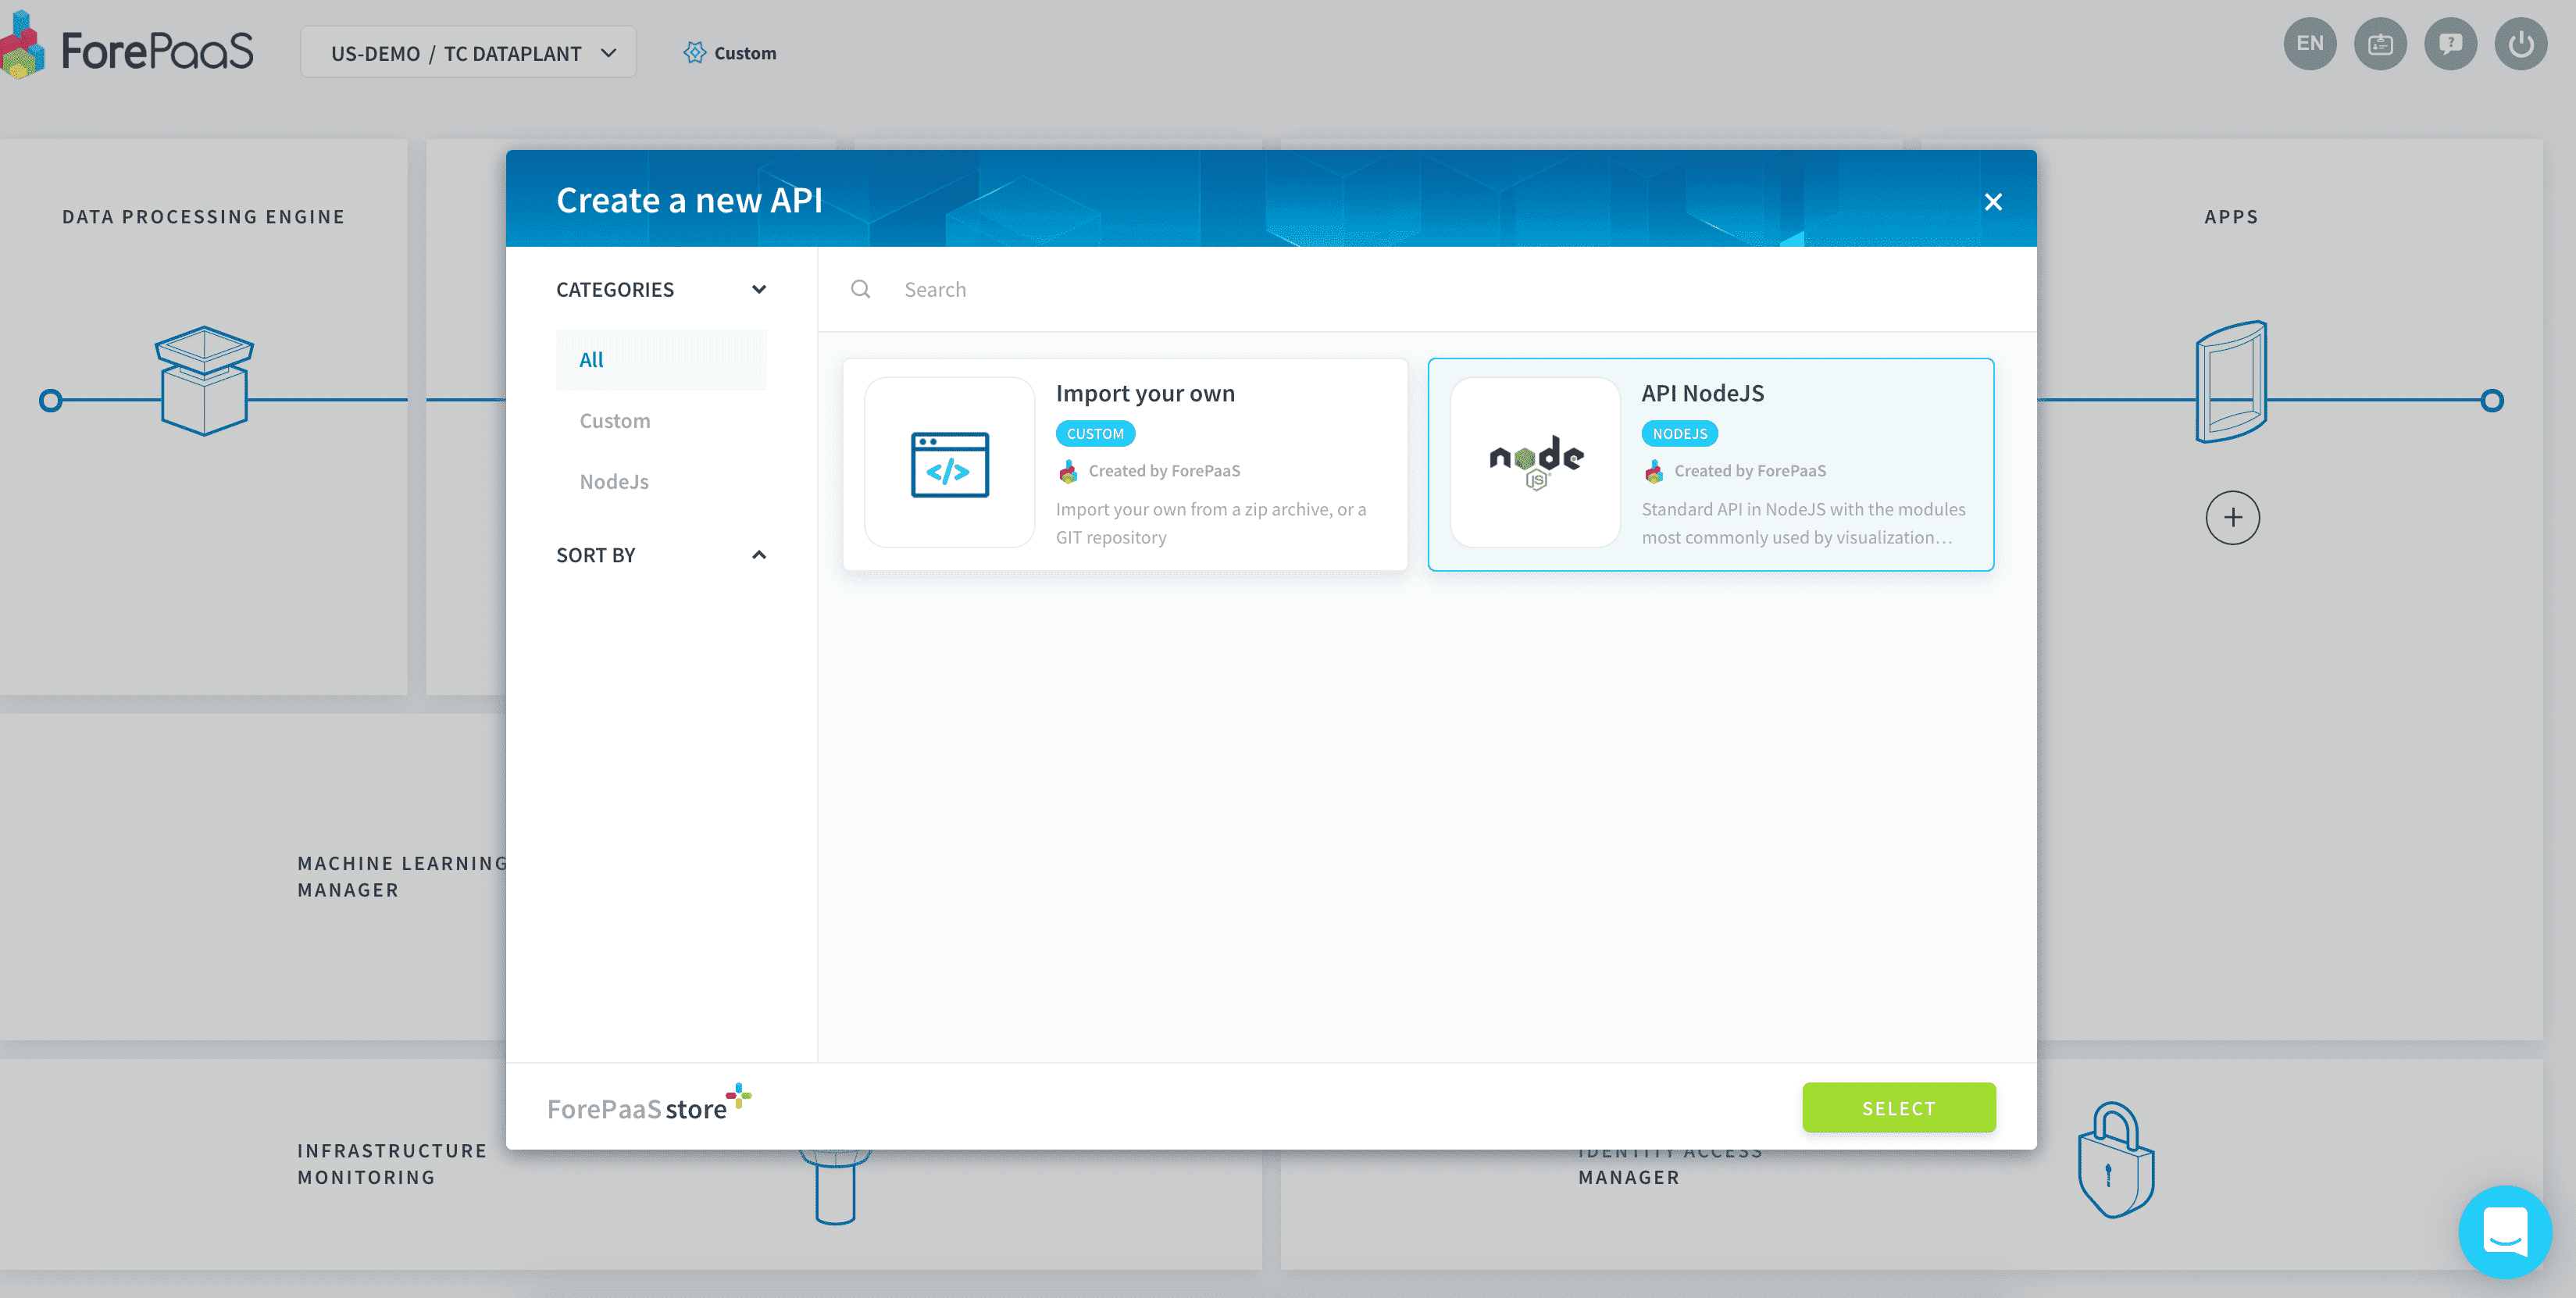 ForePaaS
US-DEMO / TC DATAPLANT
Custom
EN
DATA PROCESSING ENGINE
APPS
Create a new API
CATEGORIES
All
Custom
NodeJs
SORT BY
Search
Import your own
CUSTOM
Created by ForePaaS
Import your own from a zip archive, or a
GIT repository
node
JS
API NodeJS
NODEJS
Created by ForePaaS
Standard API in NodeJS with the modules
most commonly used by visualization…
MACHINE LEARNING
MANAGER
ForePaaS store
SELECT
INFRASTRUCTURE
MONITORING
IDENTITY ACCESS
MANAGER